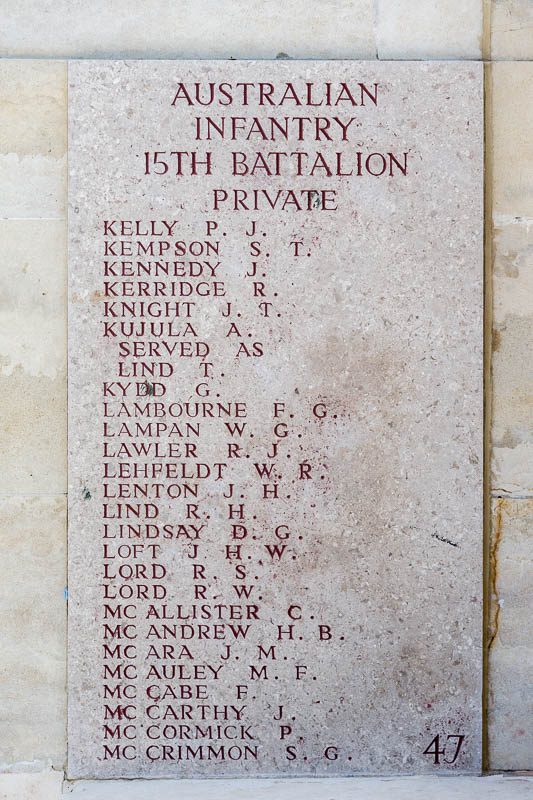 AUSTRALIAN
INFANTRY
15TH BATTALION
PRIVATE
KELLY P. J.
KEMPSON S. T.
KENNEDY J.
KERRIDGE R.
KNIGHT J. T.
KUJULA A.
SERVED AS
LIND T.
KYDD G.
LAMBOURNE F. G.
LAMPAN W. G.
LAWLER R. J.
LEHFELDT W. R.
LENTON J. H.
LIND R. H.
LINDSAY D. G.
LOFT J. H. W.
LORD R. S.
LORD R. W.
MC ALLISTER C.
MC ANDREW H. B.
MC ARA J. M.
MC AULEY M. F.
MC CABE F.
MC CARTHY J.
MC CORMICK P.
MC CRIMMON S. G.
47